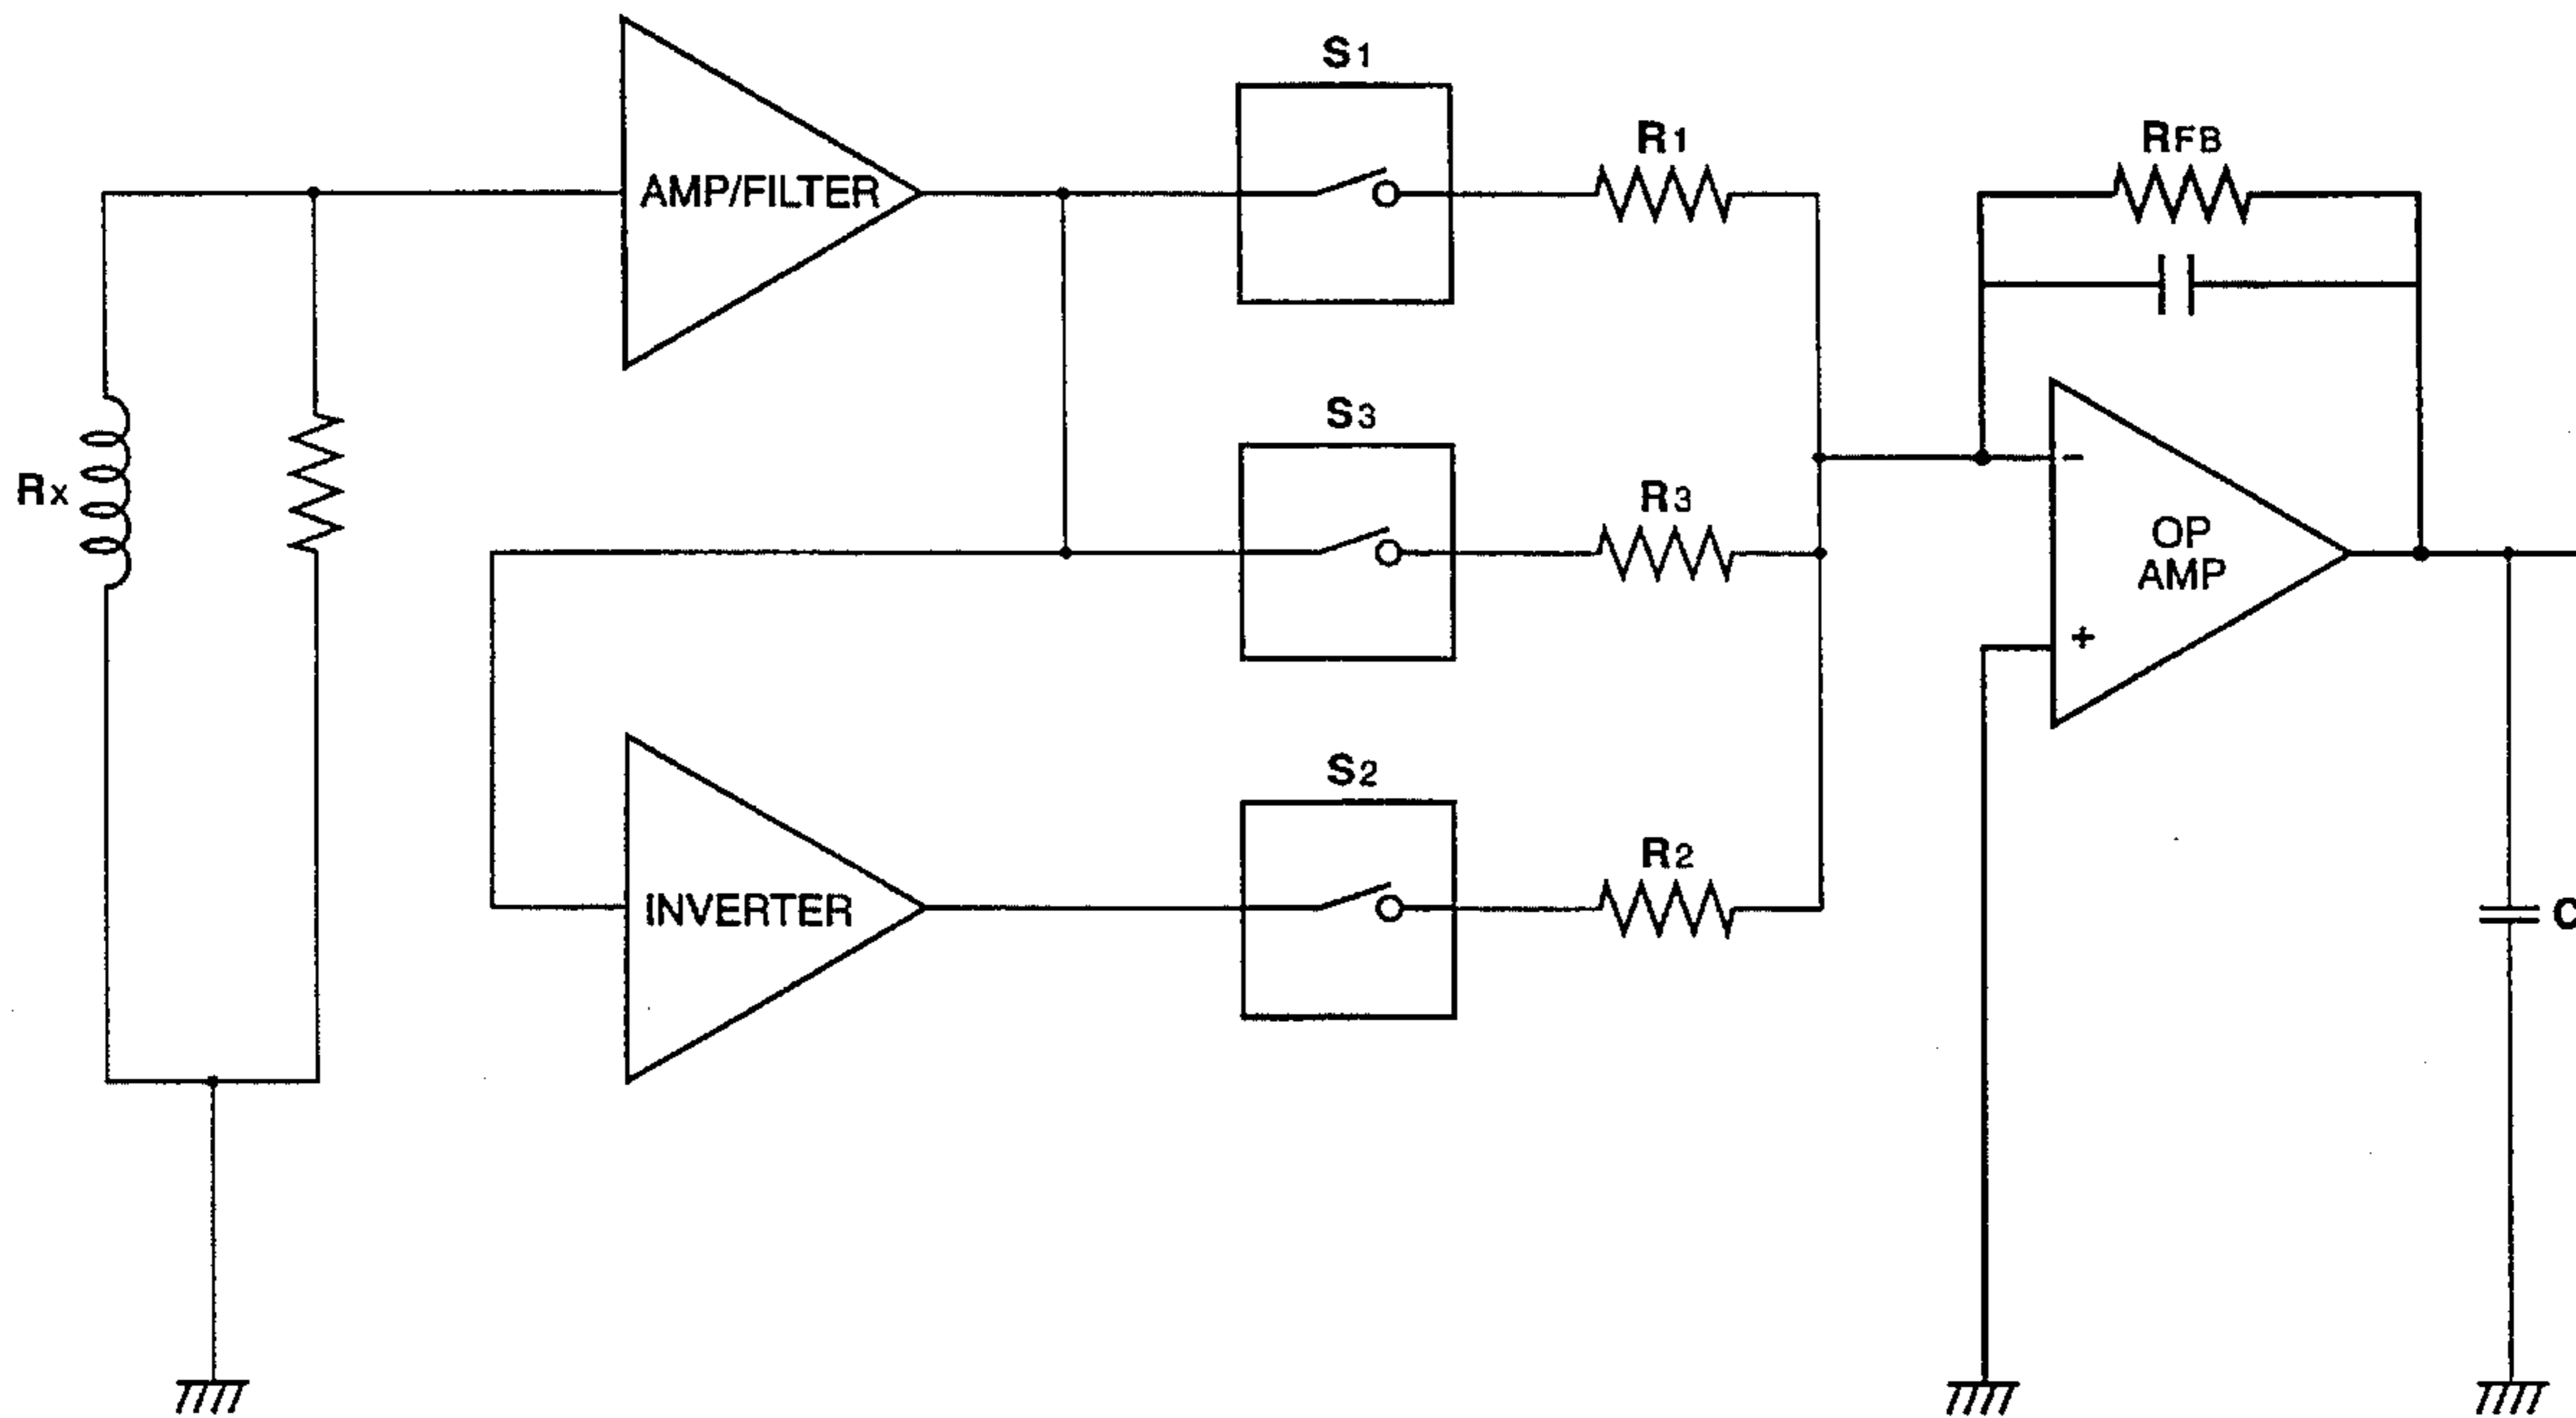 S1
R1
RFB
AMP/FILTER
S3
R3
Rx
-
OP
AMP
+
S2
R2
INVERTER
C